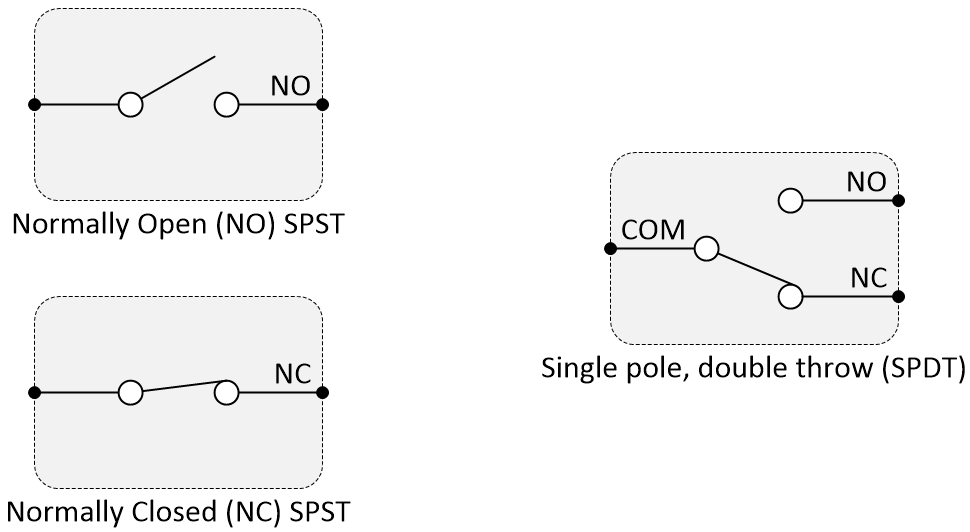 NO
Normally Open (NO) SPST
NC
Normally Closed (NC) SPST
NO
COM
NC
Single pole, double throw (SPDT)